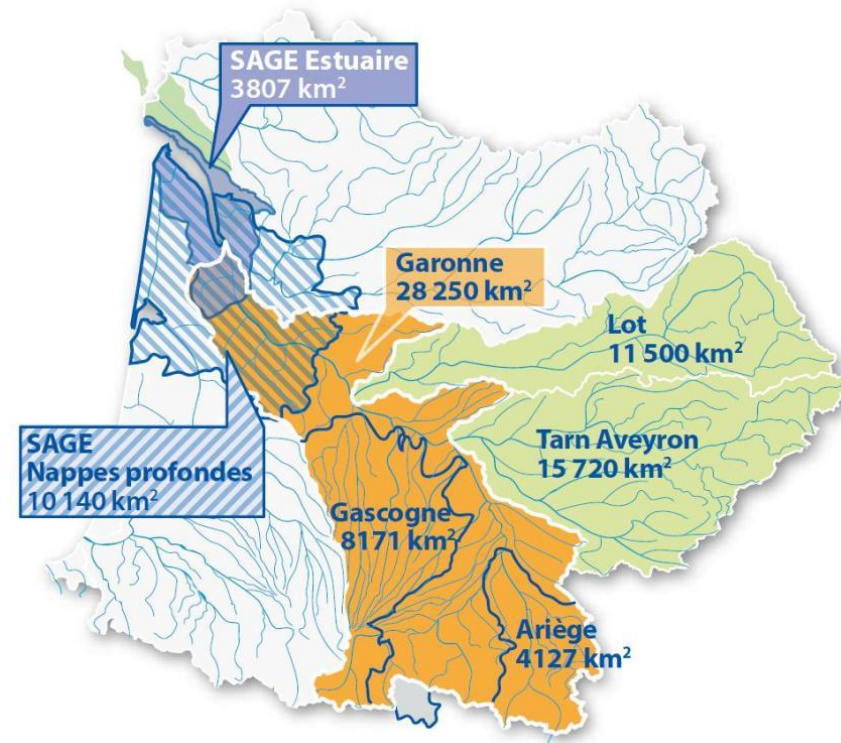 SAGE Estuaire
3807 km²
Garonne
28 250 km²
Lot
11 500 km²
Tarn Aveyron
15 720 km²
SAGE
Nappes profondes
10 140 km²
Gascogne
8171 km²
Ariège
4127 km²